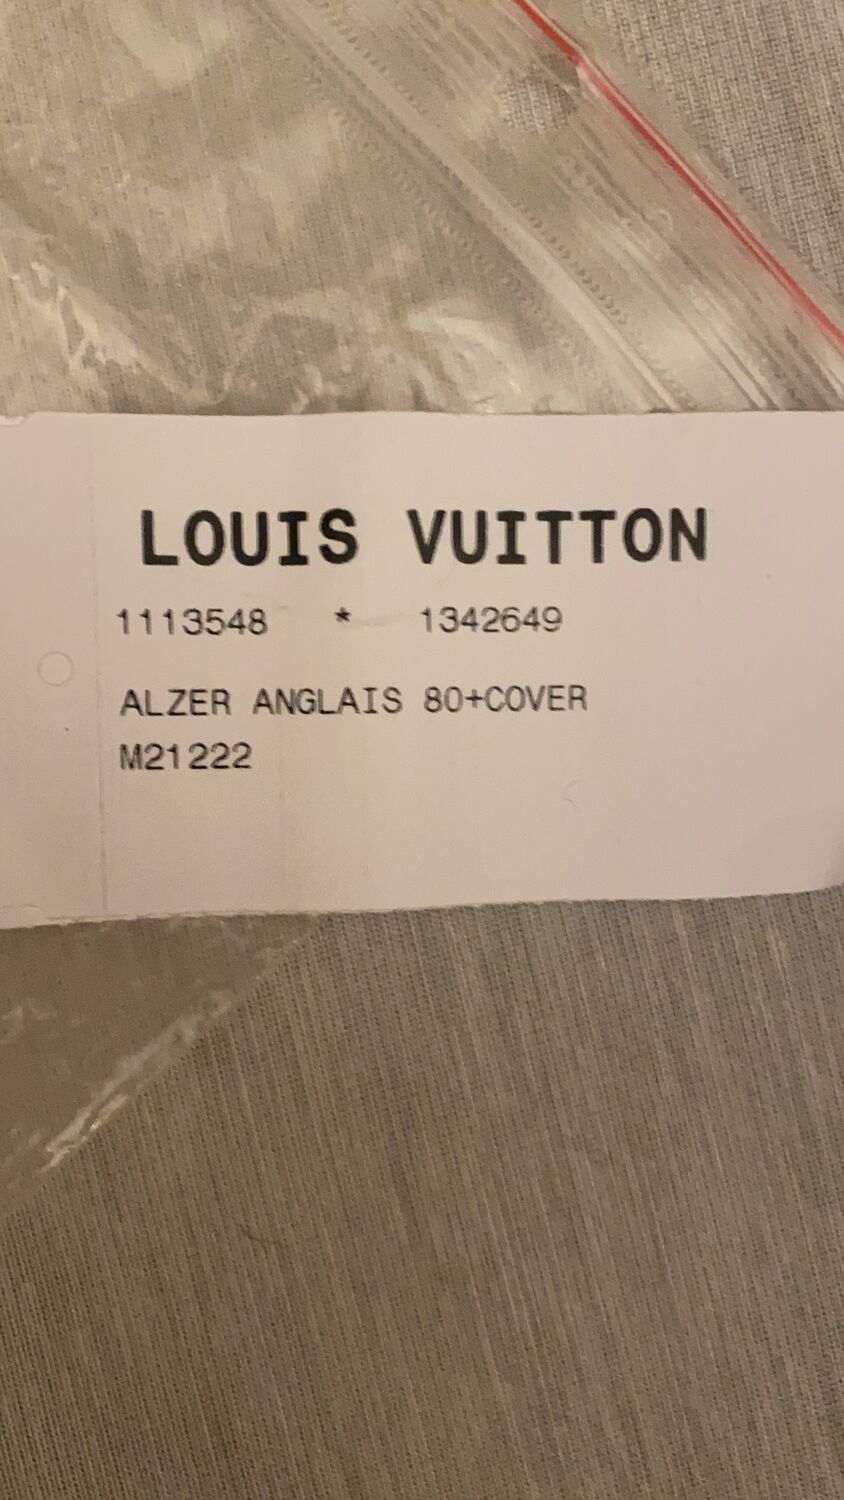 LOUIS VUITTON
1113548 * 1342649
ALZER ANGLAIS 80+COVER
M21222